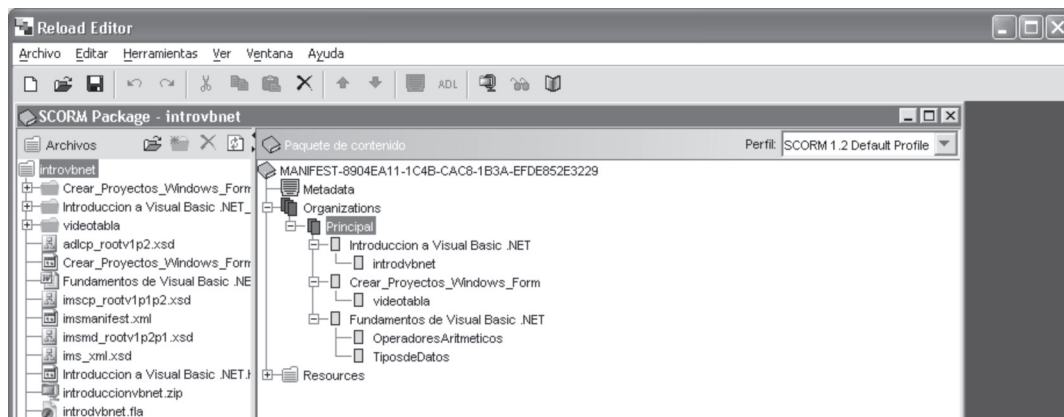 Reload Editor
Archivo Editar Herramientas Ver Ventana Ayuda
ADL
SCORM Package - introvbnet
Archivos
Paquete de contenido
Perfil: SCORM 1.2 Default Profile
introvbnet
Crear_Proyectos_Windows_Form
Introduccion a Visual Basic .NET_
videotabla
adlcp_rootv1p2.xsd
Crear_Proyectos_Windows_Form
Fundamentos de Visual Basic .NE
imscp_rootv1p1p2.xsd
imsmanifest.xml
imsmd_rootv1p2p1.xsd
ims_xml.xsd
Introduccion a Visual Basic .NET.h
introduccionvbnet.zip
introdvbnet.fla
MANIFEST-8904EA11-1C4B-CAC8-1B3A-EFDE852E3229
Metadata
Organizations
Principal
Introduccion a Visual Basic .NET
introdvbnet
Crear_Proyectos_Windows_Form
videotabla
Fundamentos de Visual Basic .NET
OperadoresAritmeticos
TiposdeDatos
Resources